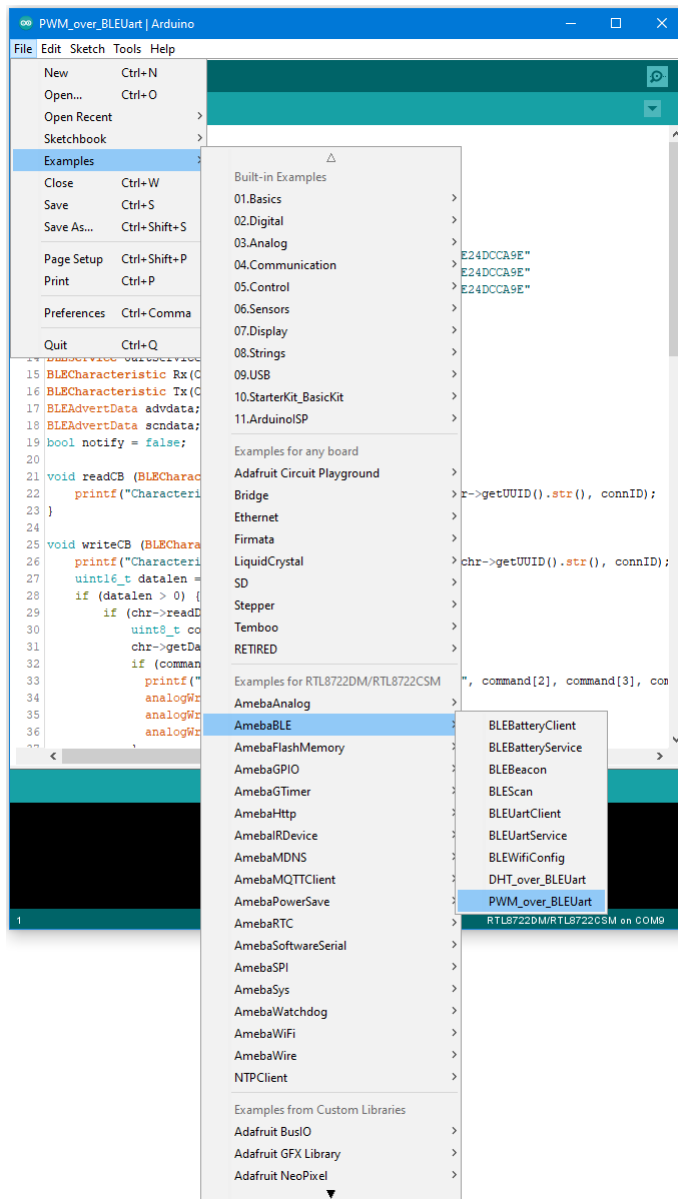 PWM_over_BLEUart | Arduino
File Edit Sketch Tools Help
New Ctrl+N
Open... Ctrl+O
Open Recent
Sketchbook
Examples
Close Ctrl+W
Save Ctrl+S
Save As... Ctrl+Shift+S
Page Setup Ctrl+Shift+P
Print Ctrl+P
Preferences Ctrl+Comma
Quit Ctrl+Q
Built-in Examples
01.Basics
02.Digital
03.Analog
04.Communication
05.Control
06.Sensors
07.Display
08.Strings
09.USB
10.StarterKit_BasicKit
11.ArduinoISP
Examples for any board
Adafruit Circuit Playground
Bridge
Ethernet
Firmata
LiquidCrystal
SD
Stepper
Temboo
RETIRED
Examples for RTL8722DM/RTL8722CSM
AmebaAnalog
AmebaBLE
AmebaFlashMemory
AmebaGPIO
AmebaGTimer
AmebaHttp
AmebaIRDevice
AmebaMDNS
AmebaMQTTClient
AmebaPowerSave
AmebaRTC
AmebaSoftwareSerial
AmebaSPI
AmebaSys
AmebaWatchdog
AmebaWiFi
AmebaWire
NTPClient
Examples from Custom Libraries
Adafruit BusIO
Adafruit GFX Library
Adafruit NeoPixel
BLEBatteryClient
BLEBatteryService
BLEBeacon
BLEScan
BLEUartClient
BLEUartService
BLEWifiConfig
DHT_over_BLEUart
PWM_over_BLEUart
E24DCCA9E"
E24DCCA9E"
E24DCCA9E"
14 BLEService UartService
15 BLECharacteristic Rx(C
16 BLECharacteristic Tx(C
17 BLEAdvertData advdata;
18 BLEAdvertData scndata;
19 bool notify = false;
20
21 void readCB (BLECharac
22 printf("Characteri r->getUUID().str(), connID);
23 }
24
25 void writeCB (BLEChara
26 printf("Characteri chr->getUUID().str(), connID);
27 uint16_t datalen =
28 if (datalen > 0) {
29 if (chr->readD
30 uint8_t co
31 chr->getDa
32 if (comman
33 printf(" ", command[2], command[3], com
34 analogWr
35 analogWr
36 analogWr
37 }
1 RTL8722DM/RTL8722CSM on COM9